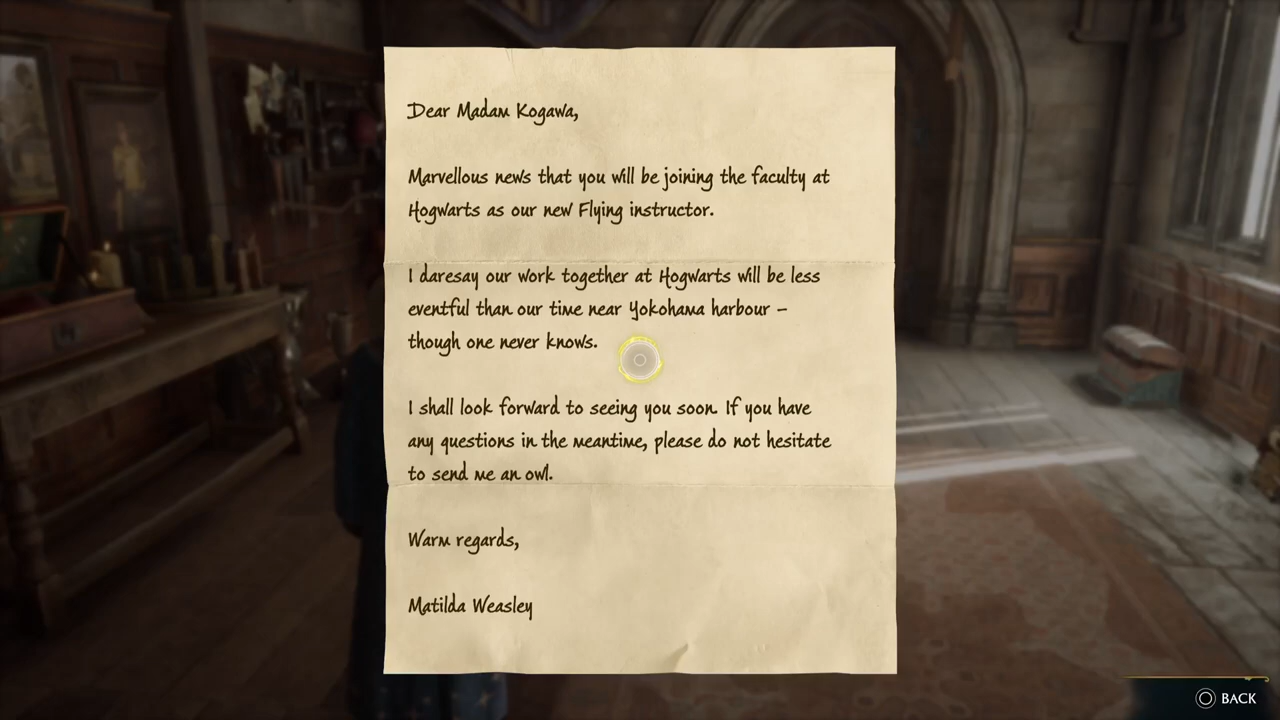 Dear Madam Kogawa,
Marvellous news that you will be joining the faculty at
Hogwarts as our new Flying instructor.
I daresay our work together at Hogwarts will be less
eventful than our time near Yokohama harbour –
though one never knows.
I shall look forward to seeing you soon. If you have
any questions in the meantime, please do not hesitate
to send me an owl.
Warm regards,
Matilda Weasley
BACK